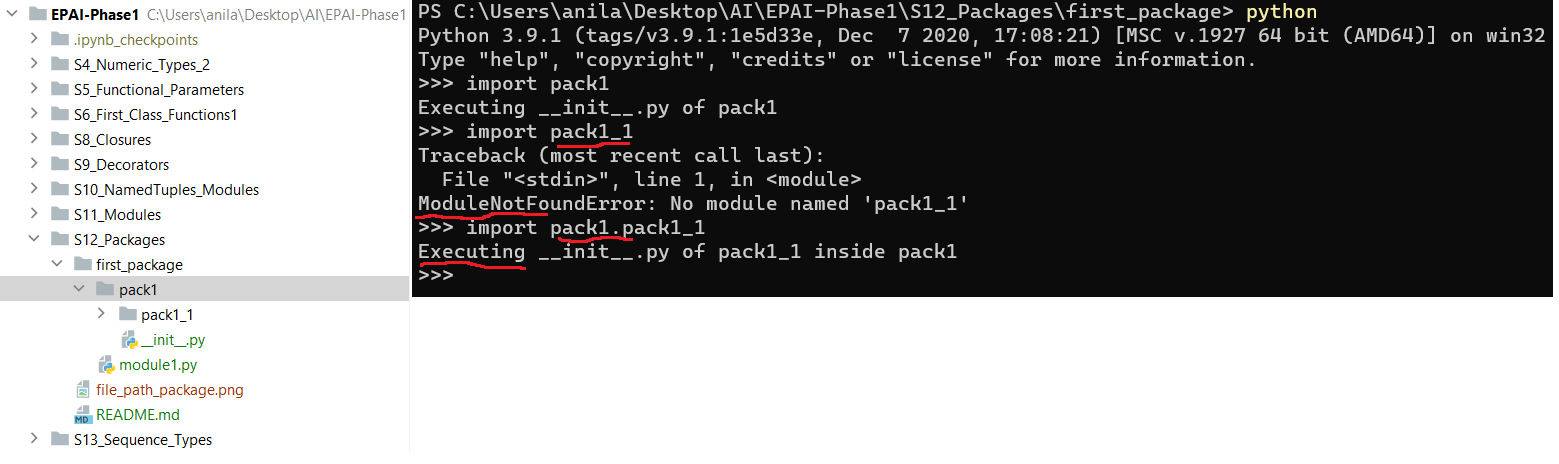 EPAI-Phase1 C:\Users\anila\Desktop\AI\EPAI-Phase1
.ipynb_checkpoints
S4_Numeric_Types_2
S5_Functional_Parameters
S6_First_Class_Functions1
S8_Closures
S9_Decorators
S10_NamedTuples_Modules
S11_Modules
S12_Packages
first_package
pack1
pack1_1
__init__.py
module1.py
file_path_package.png
MD README.md
S13_Sequence_Types
PS C:\Users\anila\Desktop\AI\EPAI-Phase1\S12_Packages\first_package> python
Python 3.9.1 (tags/v3.9.1:1e5d33e, Dec  7 2020, 17:08:21) [MSC v.1927 64 bit (AMD64)] on win32
Type "help", "copyright", "credits" or "license" for more information.
>>> import pack1
Executing __init__.py of pack1
>>> import pack1_1
Traceback (most recent call last):
  File "<stdin>", line 1, in <module>
ModuleNotFoundError: No module named 'pack1_1'
>>> import pack1.pack1_1
Executing __init__.py of pack1_1 inside pack1
>>>